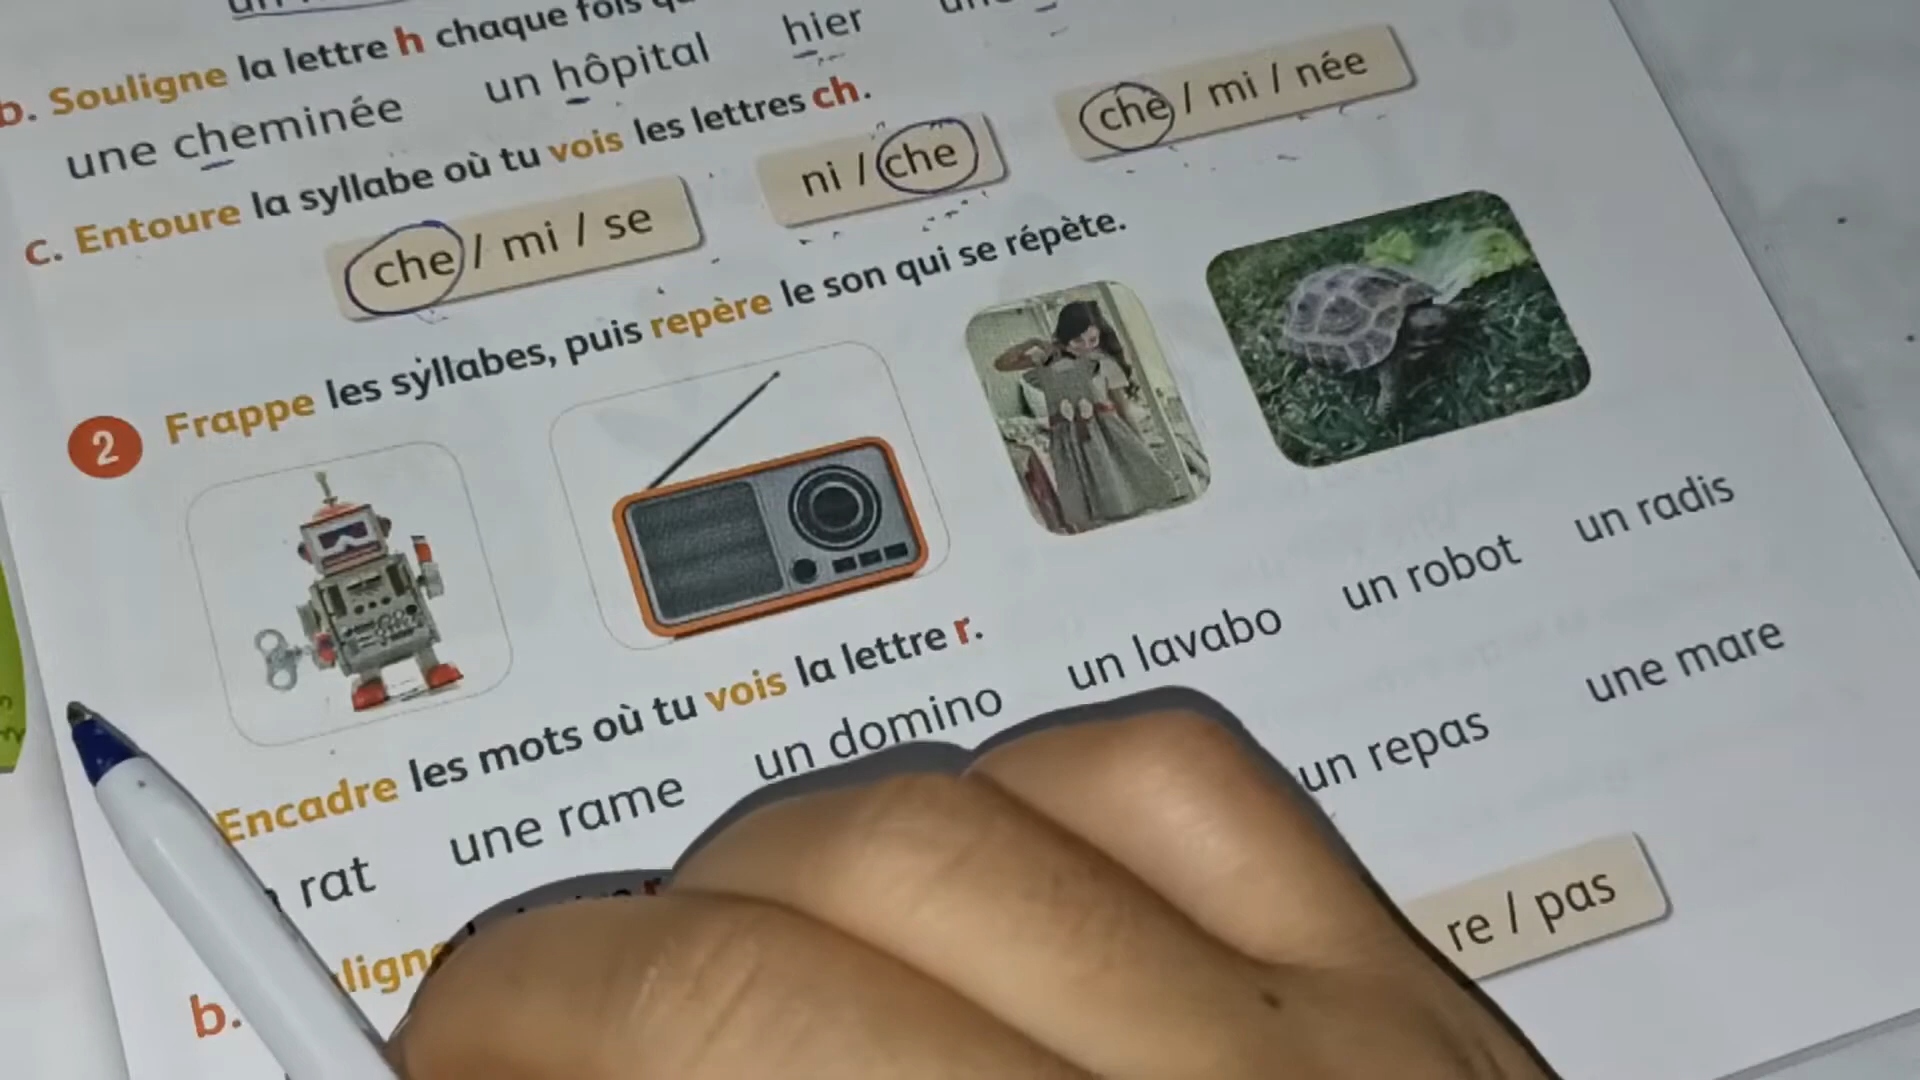 b. Souligne la lettre h chaque fois
une cheminée un hôpital hier
c. Entoure la syllabe où tu vois les lettres ch.
che / mi / se ni / che che / mi / née
2 Frappe les syllabes, puis repère le son qui se répète.
Encadre les mots où tu vois la lettre r.
rat une rame un domino un lavabo un robot un radis
un repas une mare
b.
re / pas